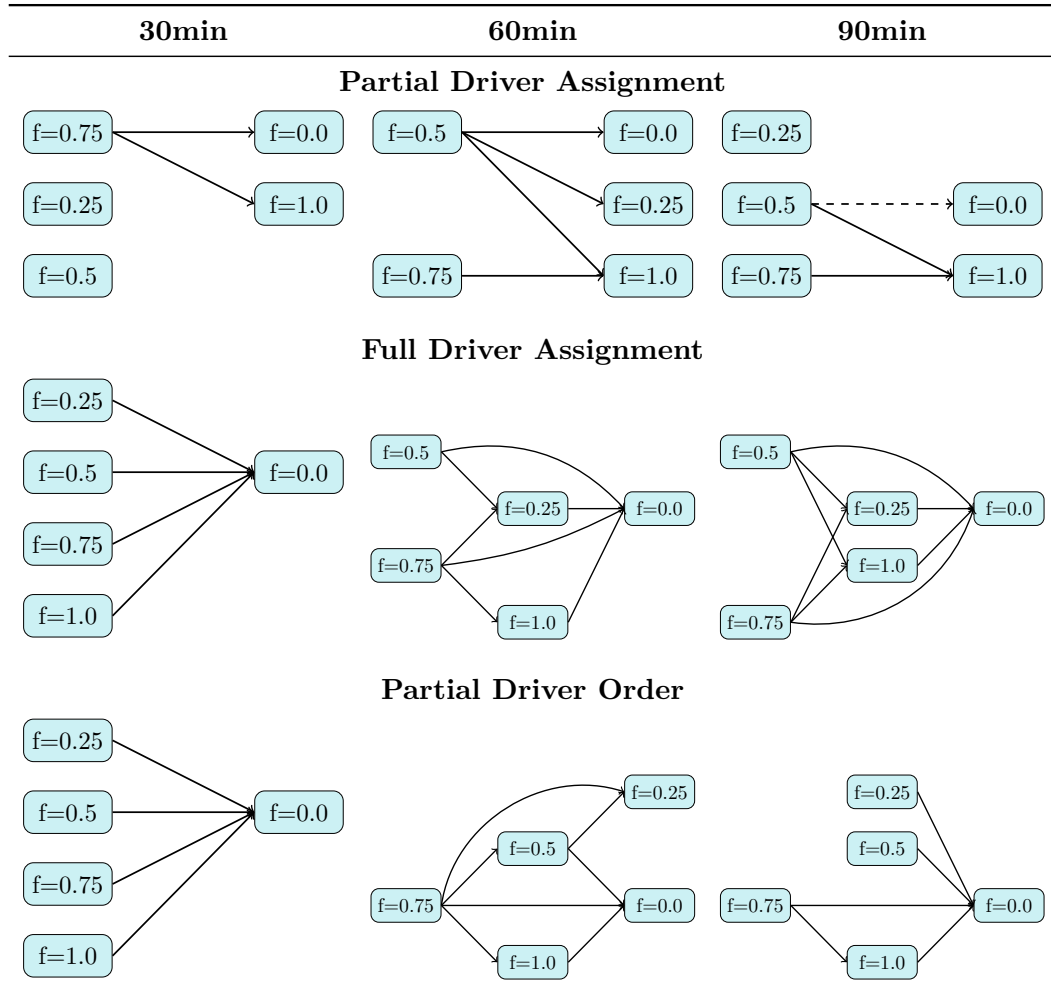 30min 60min 90min
Partial Driver Assignment
f=0.75 f=0.0 f=0.5 f=0.0 f=0.25
f=0.25 f=1.0 f=0.25 f=0.5 f=0.0
f=0.5 f=0.75 f=1.0 f=0.75 f=1.0
Full Driver Assignment
f=0.25
f=0.5 f=0.5
f=0.5 f=0.0
f=0.25 f=0.0 f=0.25 f=0.0
f=0.75
f=0.75 f=1.0
f=1.0 f=1.0 f=0.75
Partial Driver Order
f=0.25
f=0.25 f=0.25
f=0.5 f=0.0
f=0.5 f=0.5
f=0.75
f=0.75 f=0.0 f=0.75 f=0.0
f=1.0 f=1.0 f=1.0